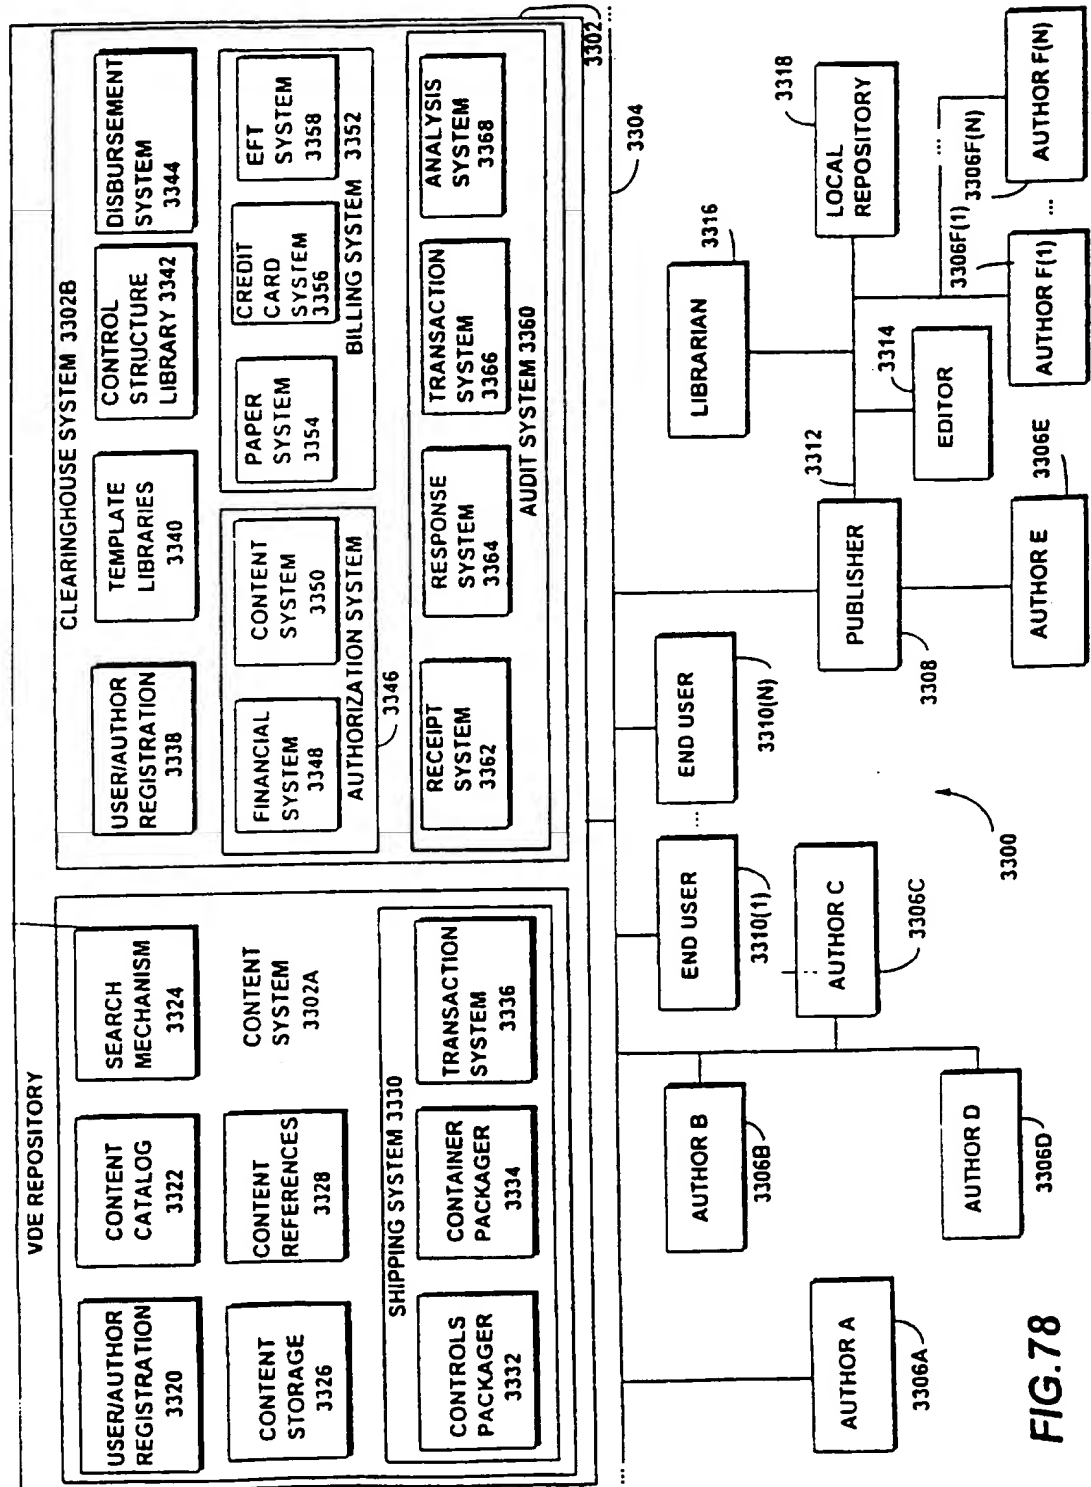 VDE REPOSITORY
3302
USER/AUTHOR
REGISTRATION
3320
CONTENT
CATALOG
3322
SEARCH
MECHANISM
3324
CONTENT
STORAGE
3326
CONTENT
REFERENCES
3328
CONTENT
SYSTEM
3302A
SHIPPING SYSTEM 3330
CONTROLS
PACKAGER
3332
CONTAINER
PACKAGER
3334
TRANSACTION
SYSTEM
3336
CLEARINGHOUSE SYSTEM 3302B
USER/AUTHOR
REGISTRATION
3338
TEMPLATE
LIBRARIES
3340
CONTROL
STRUCTURE
LIBRARY 3342
DISBURSEMENT
SYSTEM
3344
FINANCIAL
SYSTEM
3348
CONTENT
SYSTEM
3350
AUTHORIZATION SYSTEM
3346
PAPER
SYSTEM
3354
CREDIT
CARD
SYSTEM
3356
EFT
SYSTEM
3358
BILLING SYSTEM 3352
RECEIPT
SYSTEM
3362
RESPONSE
SYSTEM
3364
TRANSACTION
SYSTEM
3366
ANALYSIS
SYSTEM
3368
AUDIT SYSTEM 3360
...
...
3304
AUTHOR A
3306A
AUTHOR B
3306B
AUTHOR D
3306D
AUTHOR C
3306C
END USER
3310(1)
...
END USER
3310(N)
3300
PUBLISHER
3308
3312
AUTHOR E
3306E
EDITOR
3314
LIBRARIAN
3316
LOCAL
REPOSITORY
3318
AUTHOR F(1)
3306F(1)
...
...
AUTHOR F(N)
3306F(N)
FIG.78